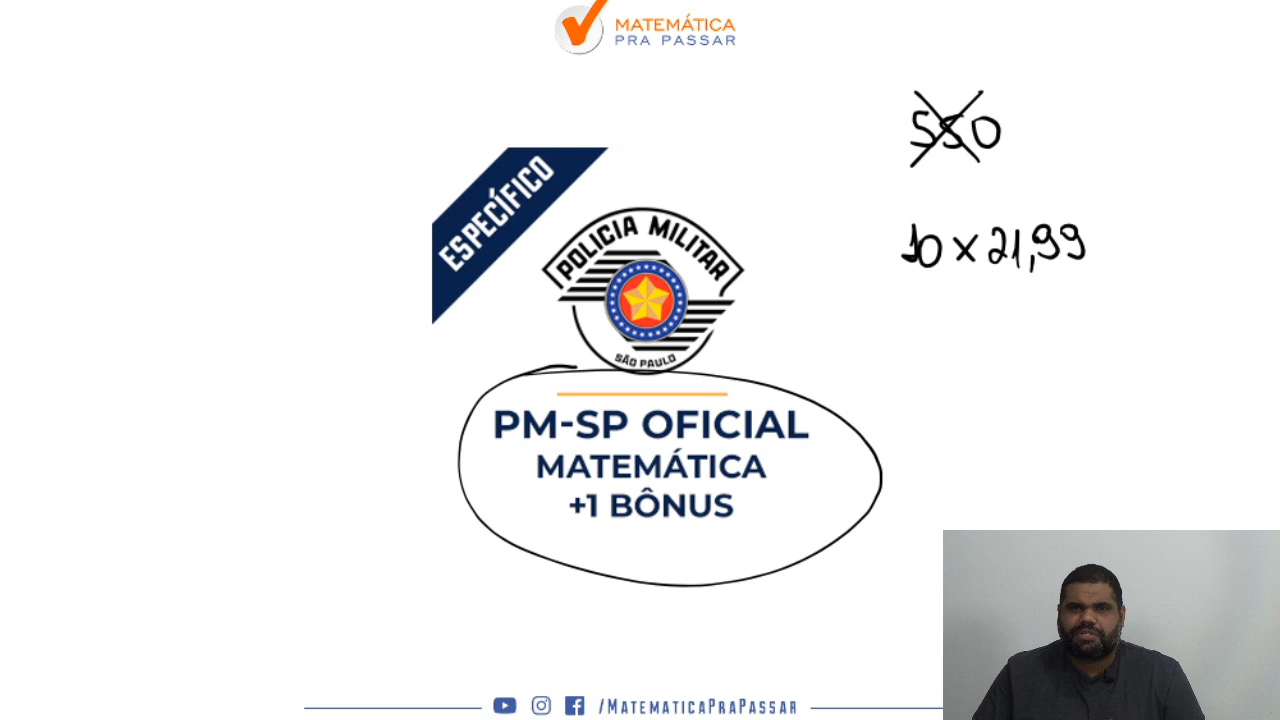 MATEMÁTICA
PRA PASSAR
550
10 x 21,99
ESPECÍFICO
POLICIA MILITAR
SÃO PAULO
PM-SP OFICIAL
MATEMÁTICA
+1 BÔNUS
/MATEMATICAPRAPASSAR